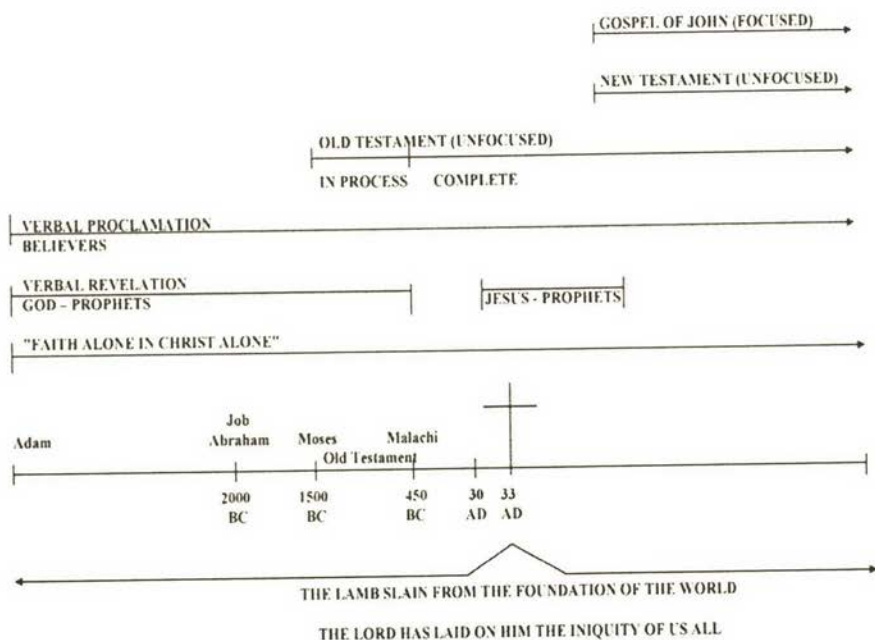 GOSPEL OF JOHN (FOCUSED)
NEW TESTAMENT (UNFOCUSED)
OLD TESTAMENT (UNFOCUSED)
IN PROCESS COMPLETE
VERBAL PROCLAMATION
BELIEVERS
VERBAL REVELATION
GOD – PROPHETS
JESUS - PROPHETS
"FAITH ALONE IN CHRIST ALONE"
Job
Adam Abraham Moses Malachi
Old Testament
2000 1500 450 30 33
BC BC BC AD AD
THE LAMB SLAIN FROM THE FOUNDATION OF THE WORLD
THE LORD HAS LAID ON HIM THE INIQUITY OF US ALL